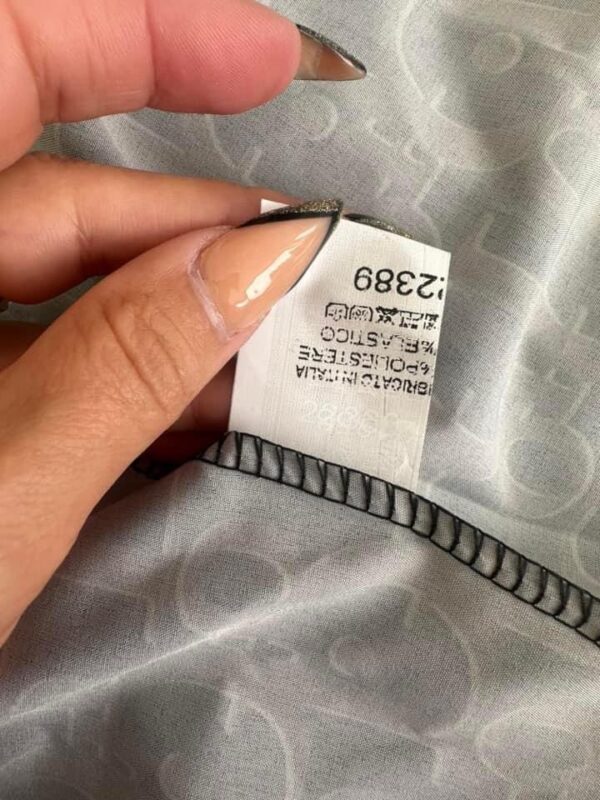 BRICATO IN ITALIA
%POLIESTERE
% ELASTICO
2389